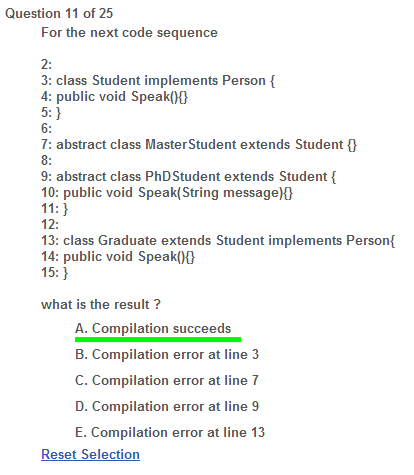 Question 11 of 25
For the next code sequence
2:
3: class Student implements Person {
4: public void Speak(){}
5: }
6:
7: abstract class MasterStudent extends Student {}
8:
9: abstract class PhDStudent extends Student {
10: public void Speak(String message){}
11: }
12:
13: class Graduate extends Student implements Person{
14: public void Speak(){}
15: }
what is the result ?
A. Compilation succeeds
B. Compilation error at line 3
C. Compilation error at line 7
D. Compilation error at line 9
E. Compilation error at line 13
Reset Selection